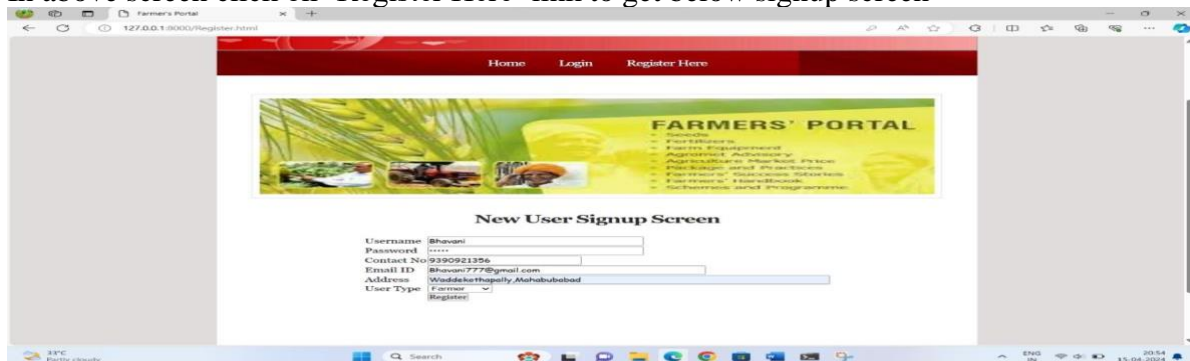 In above screen click on "Register Here" link to get below signup screen
Farmer's Portal
127.0.0.1:8000/Register.html
Home Login Register Here
FARMERS' PORTAL
- Seeds
- Fertilizers
- Farm Equipment
- Agromet Advisory
- Agriculture Market Price
- Package and Practices
- Farmers' Success Stories
- Farmers' Handbook
- Schemes and Programme
New User Signup Screen
Username Bhavani
Password •••••
Contact No 9390921356
Email ID Bhavani777@gmail.com
Address Waddekothapally,Mahabubabad
User Type Farmer
Register
33°C
Partly cloudy
Search
ENG
IN
20:54
15-04-2024